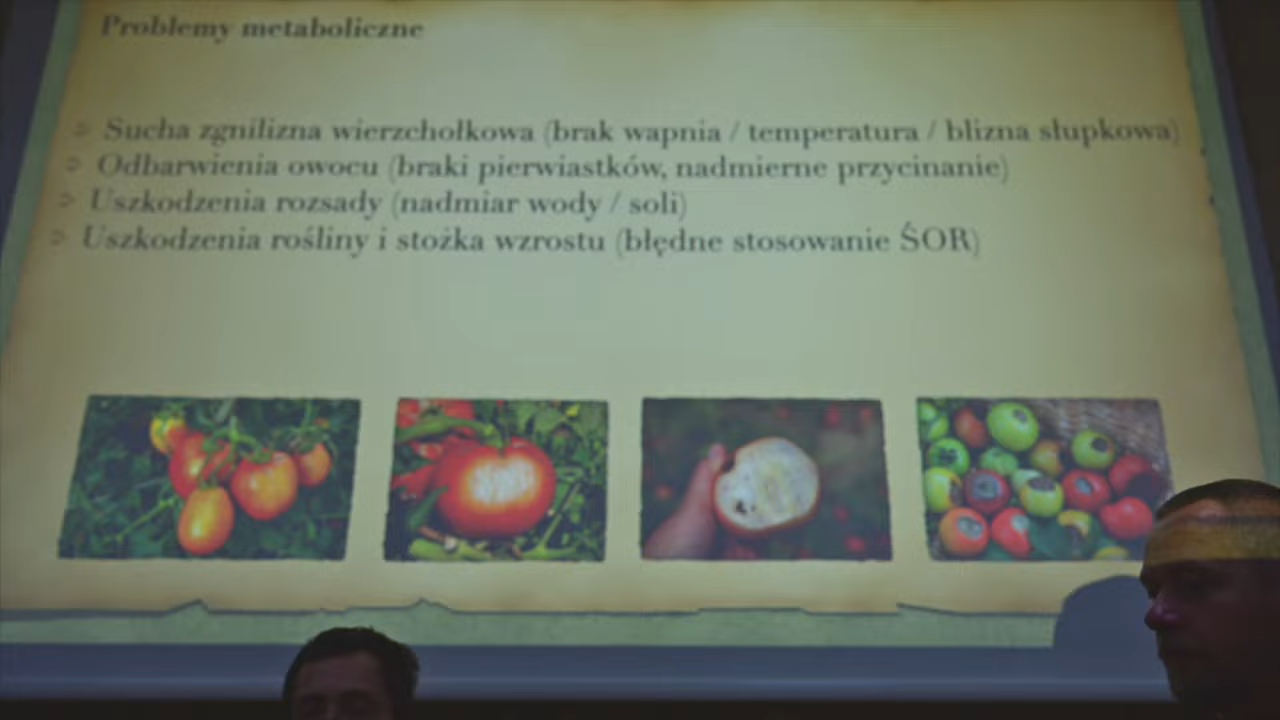 Problemy metaboliczne
Sucha zgnilizna wierzchołkowa (brak wapnia / temperatura / blizna słupkowa)
Odbarwienia owocu (braki pierwiastków, nadmierne przycinanie)
Uszkodzenia rozsady (nadmiar wody / soli)
Uszkodzenia rośliny i stożka wzrostu (błędne stosowanie ŚOR)